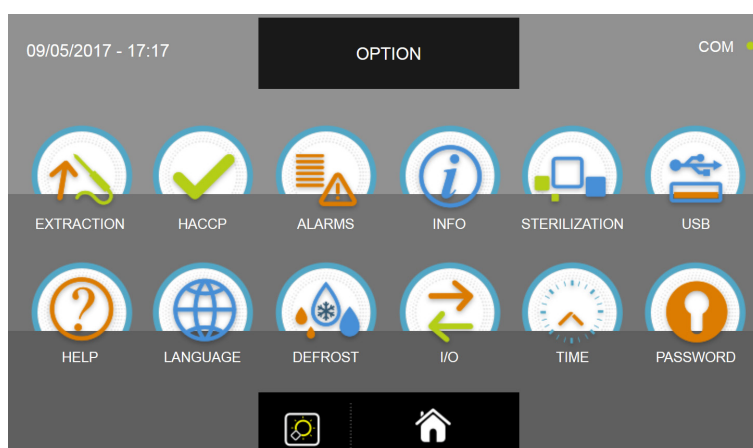 09/05/2017 - 17:17
OPTION
COM
EXTRACTION
HACCP
ALARMS
INFO
STERILIZATION
USB
HELP
LANGUAGE
DEFROST
I/O
TIME
PASSWORD